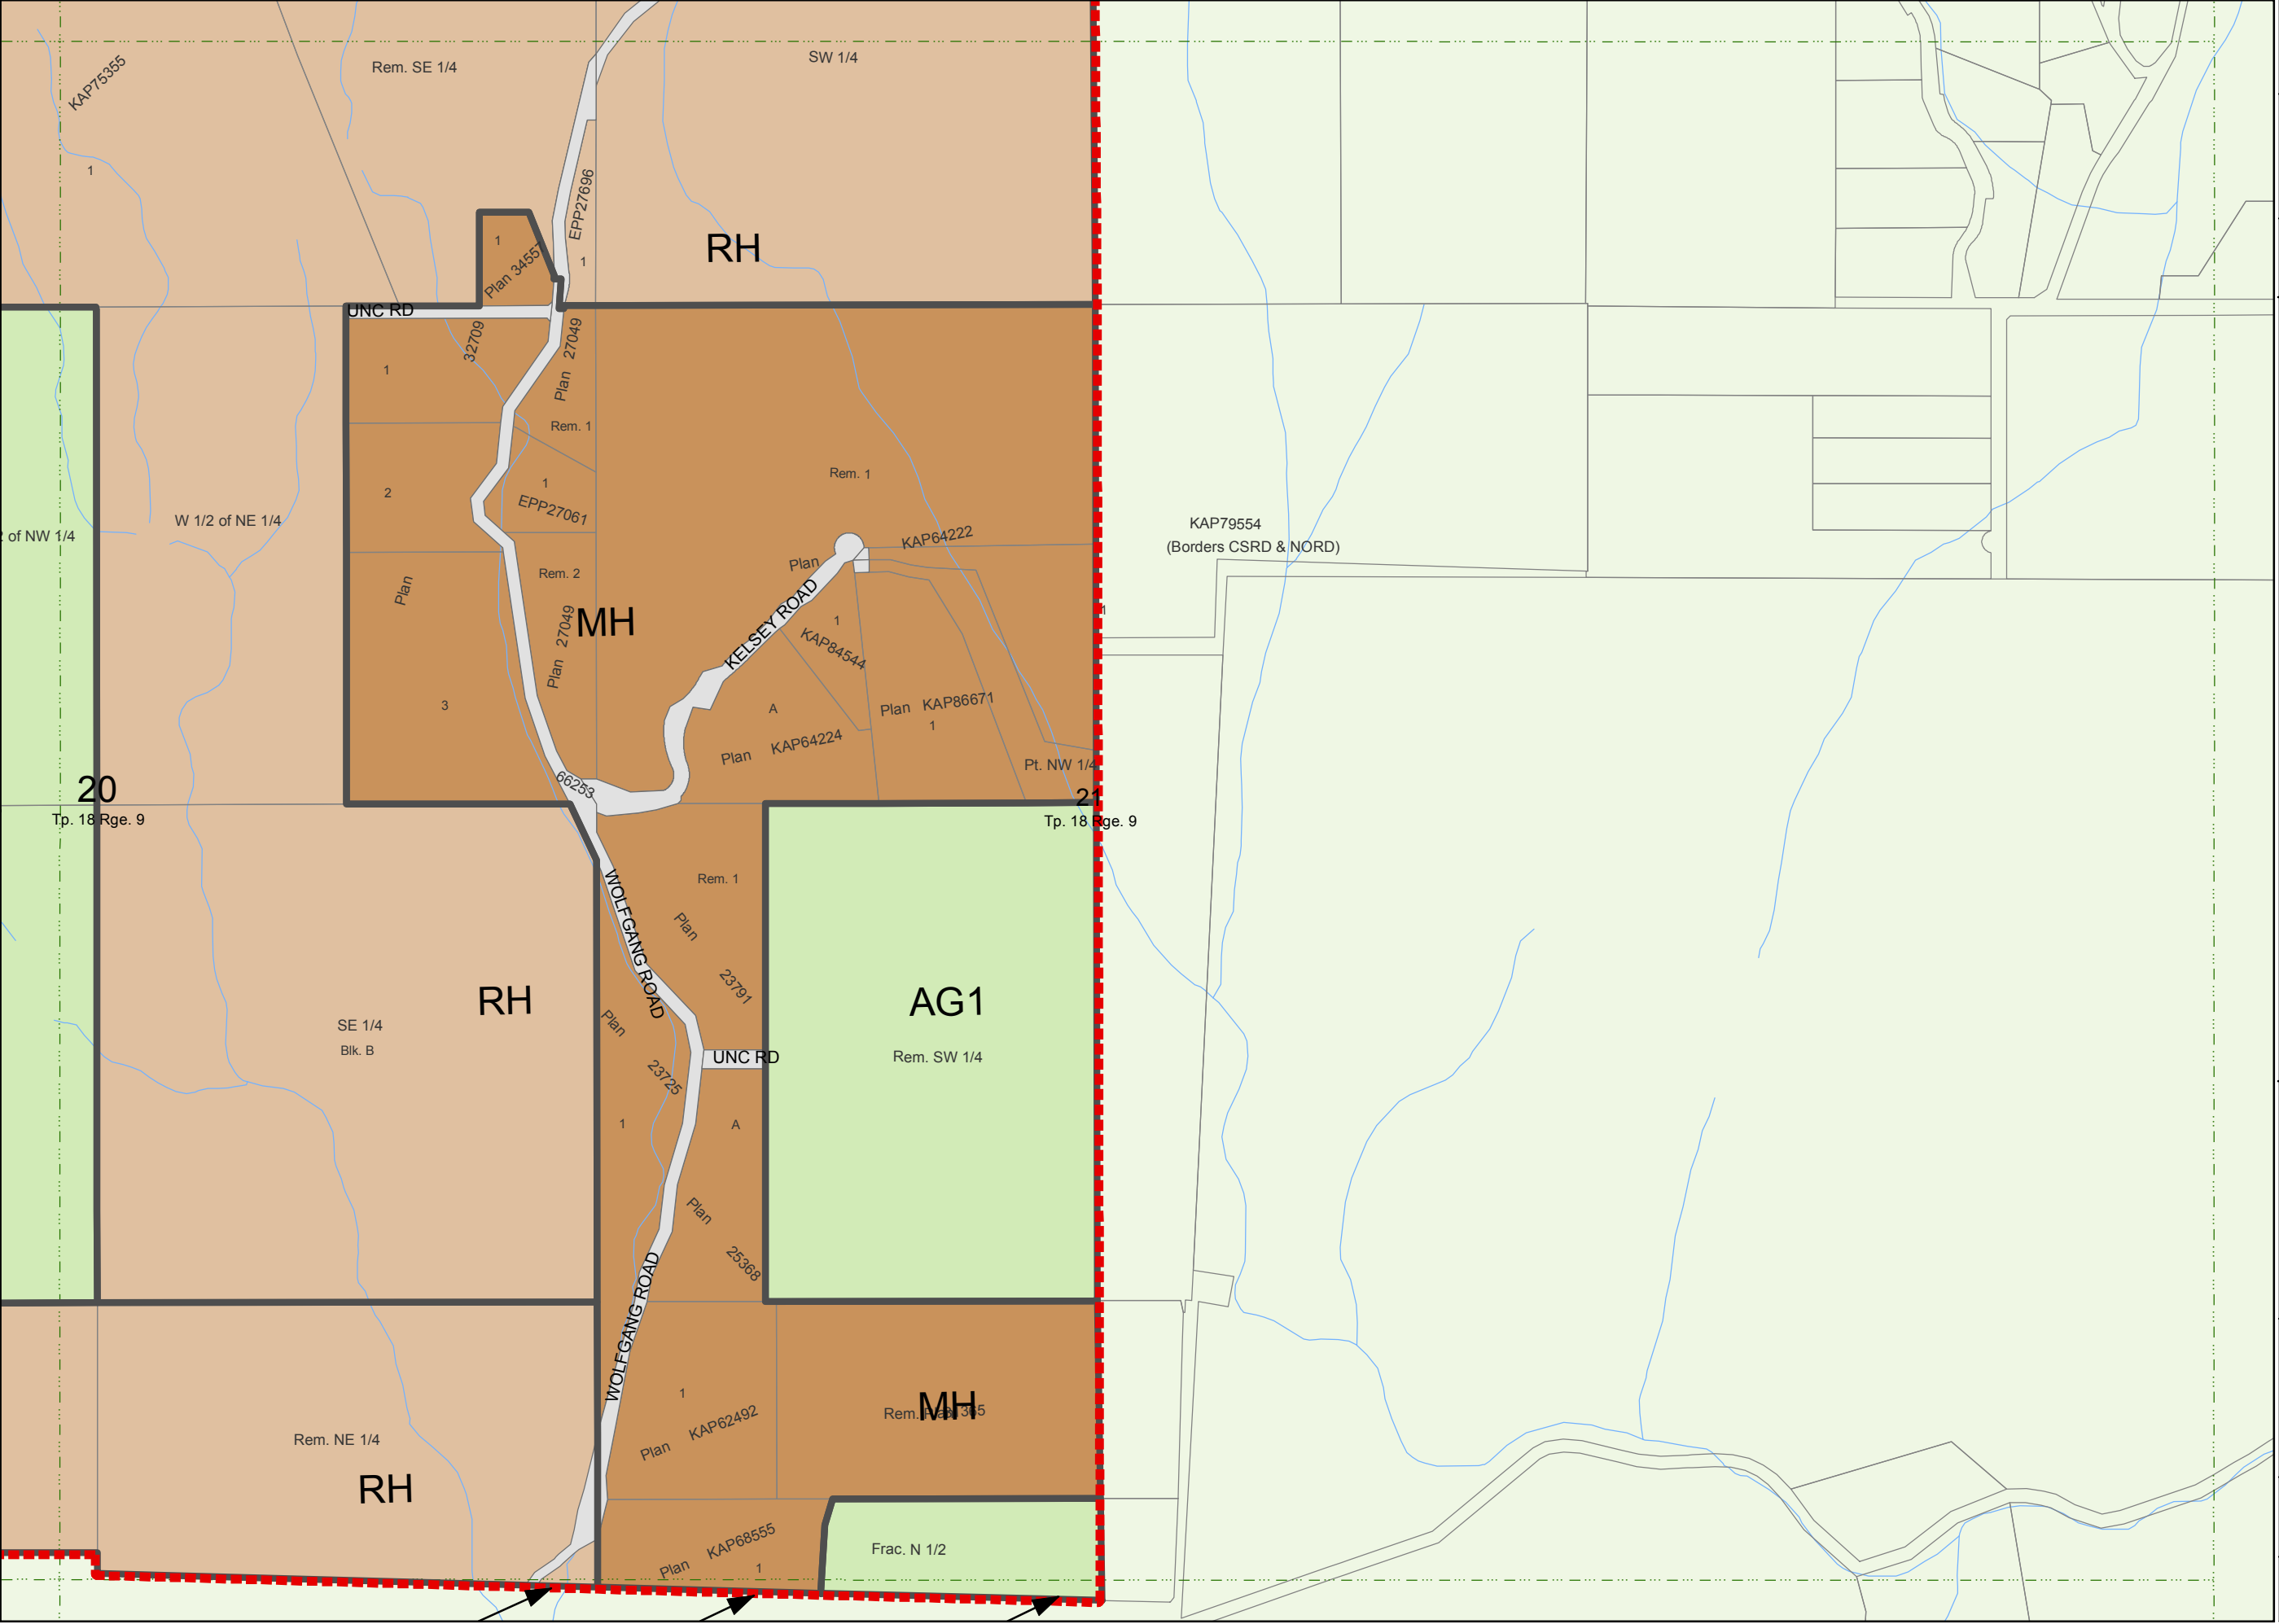 KAP75355
Rem. SE 1/4
SW 1/4
1
EPP27696
1
Plan 34557
1
RH
UNC RD
32709
Plan 27049
1
Rem. 1
2
1
EPP27061
Rem. 1
W 1/2 of NE 1/4
of NW 1/4
KAP79554
(Borders CSRD & NORD)
KAP64222
Plan
Rem. 2
Plan
MH
Plan 27049
KELSEY ROAD
1
KAP84544
1
3
A
Plan KAP86671
1
Plan KAP64224
Pt. NW 1/4
66253
20
Tp. 18 Rge. 9
21
Tp. 18 Rge. 9
Rem. 1
WOLFGANG ROAD
Plan 23791
RH
AG1
SE 1/4
Blk. B
Plan 23725
UNC RD
Rem. SW 1/4
1
A
Plan 25368
WOLFGANG ROAD
1
Plan KAP62492
MH
Rem.
Rem. NE 1/4
RH
Plan KAP68555
1
Frac. N 1/2